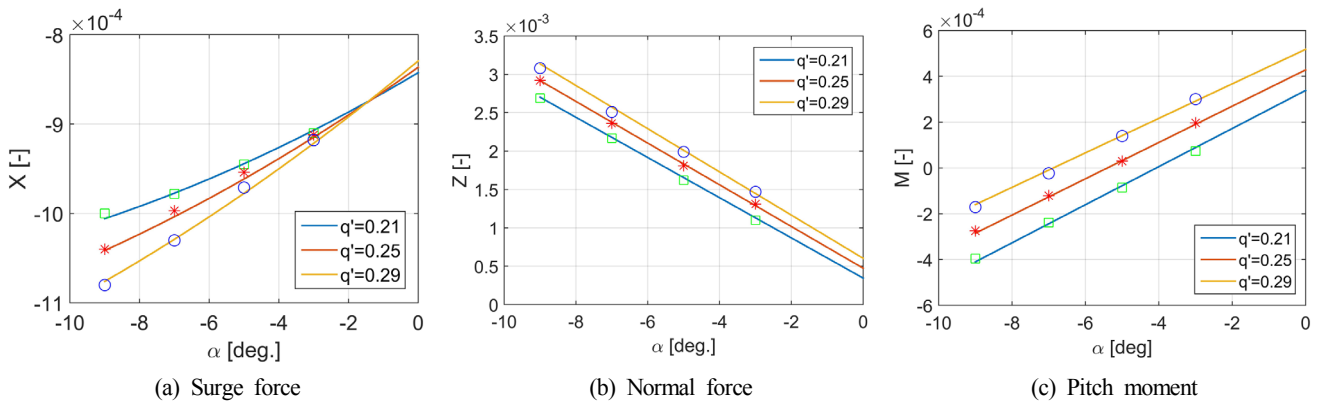 ×10⁻⁴
-8
-9
-10
-11
X [-]
-10 -8 -6 -4 -2 0
α [deg.]
q'=0.21
q'=0.25
q'=0.29
(a) Surge force
×10⁻³
3.5
3
2.5
2
1.5
1
0.5
0
Z [-]
-10 -8 -6 -4 -2 0
α [deg.]
q'=0.21
q'=0.25
q'=0.29
(b) Normal force
×10⁻⁴
6
4
2
0
-2
-4
-6
M [-]
-10 -8 -6 -4 -2 0
α [deg]
q'=0.21
q'=0.25
q'=0.29
(c) Pitch moment